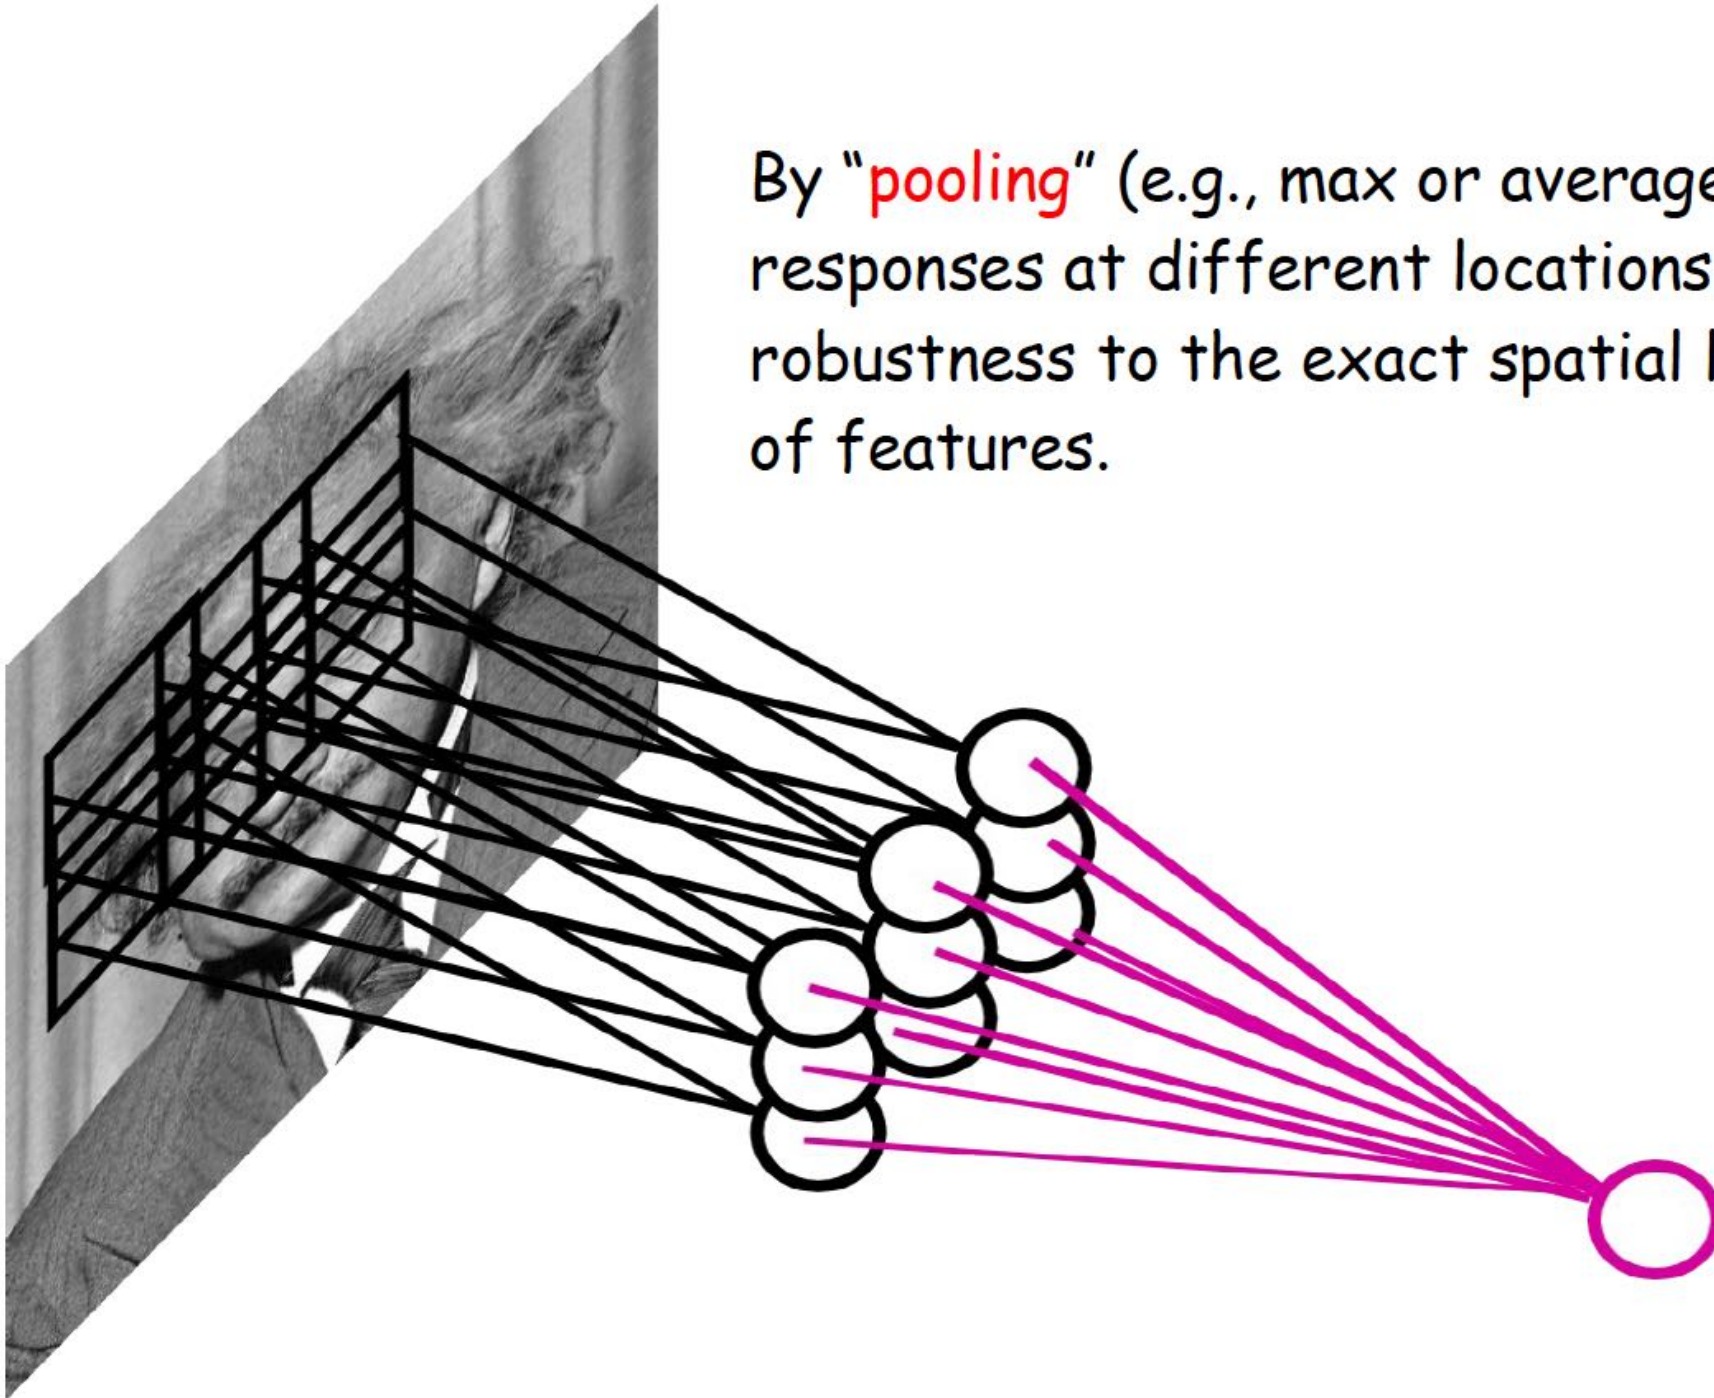 By “pooling” (e.g., max or average
responses at different locations
robustness to the exact spatial
of features.